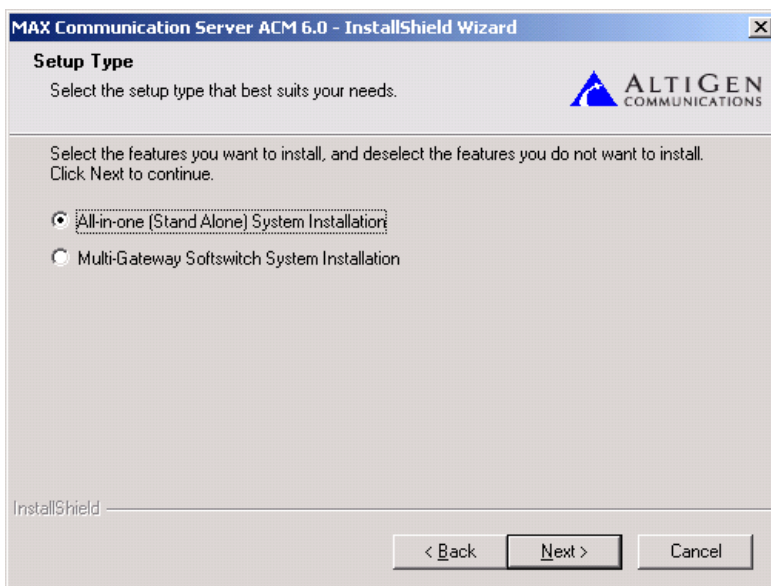 MAX Communication Server ACM 6.0 - InstallShield Wizard
Setup Type
Select the setup type that best suits your needs.
ALTIGEN
COMMUNICATIONS
Select the features you want to install, and deselect the features you do not want to install.
Click Next to continue.
All-in-one (Stand Alone) System Installation
Multi-Gateway Softswitch System Installation
InstallShield
< Back
Next >
Cancel